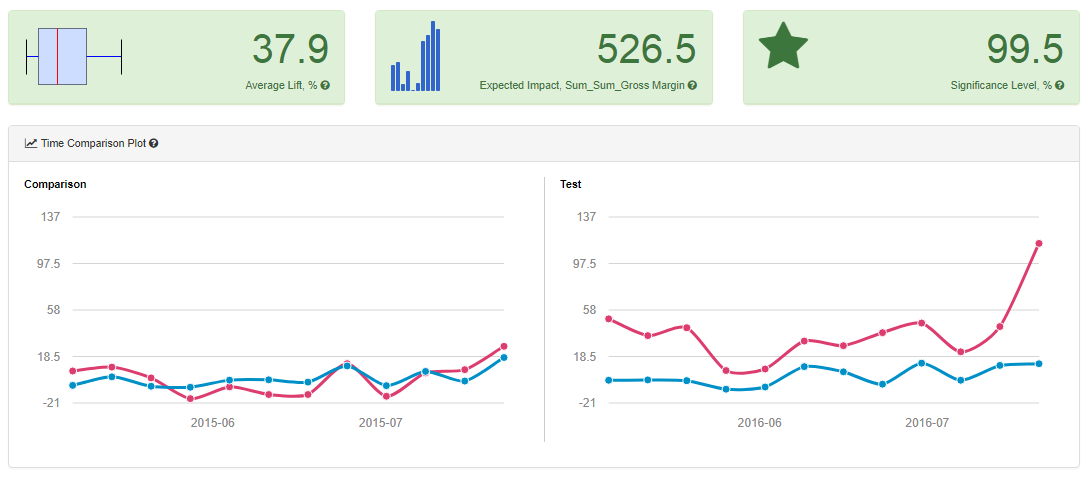 37.9
Average Lift, %
526.5
Expected Impact, Sum_Sum_Gross Margin
99.5
Significance Level, %
Time Comparison Plot
Comparison
137
97.5
58
18.5
-21
2015-06 2015-07
Test
137
97.5
58
18.5
-21
2016-06 2016-07